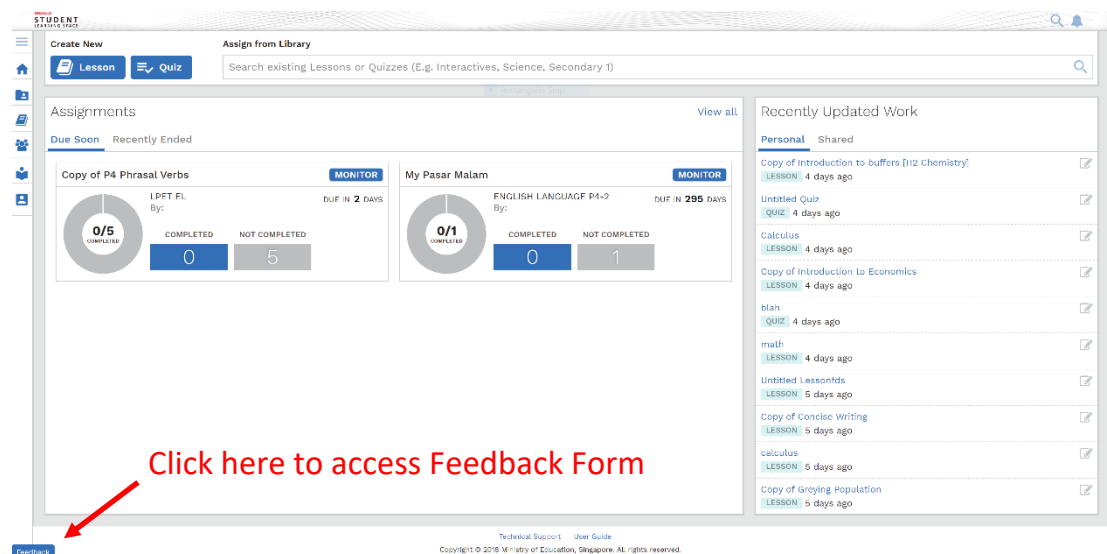 STUDENT
LEARNING SPACE
Create New
Assign from Library
Lesson
Quiz
Search existing Lessons or Quizzes (E.g. Interactives, Science, Secondary 1)
Rectangular Snip
Assignments
View all
Due Soon Recently Ended
Copy of P4 Phrasal Verbs
MONITOR
LPET EL
By:
DUE IN 2 DAYS
0/5
COMPLETED
COMPLETED NOT COMPLETED
0 5
My Pasar Malam
MONITOR
ENGLISH LANGUAGE P4-2
By:
DUE IN 295 DAYS
0/1
COMPLETED
COMPLETED NOT COMPLETED
0 1
Recently Updated Work
Personal Shared
Copy of Introduction to buffers [H2 Chemistry]
LESSON 4 days ago
Untitled Quiz
QUIZ 4 days ago
Calculus
LESSON 4 days ago
Copy of Introduction to Economics
LESSON 4 days ago
blah
QUIZ 4 days ago
math
LESSON 4 days ago
Untitled Lessonfds
LESSON 5 days ago
Copy of Concise Writing
LESSON 5 days ago
calculus
LESSON 5 days ago
Copy of Greying Population
LESSON 5 days ago
Click here to access Feedback Form
Feedback
Technical Support User Guide
Copyright © 2018 Ministry of Education, Singapore. All rights reserved.